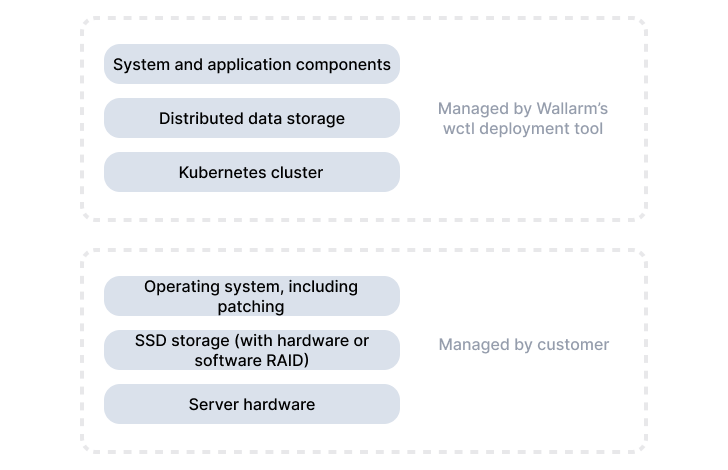 System and application components
Distributed data storage
Kubernetes cluster
Managed by Wallarm’s
wctl deployment tool
Operating system, including
patching
SSD storage (with hardware or
software RAID)
Server hardware
Managed by customer